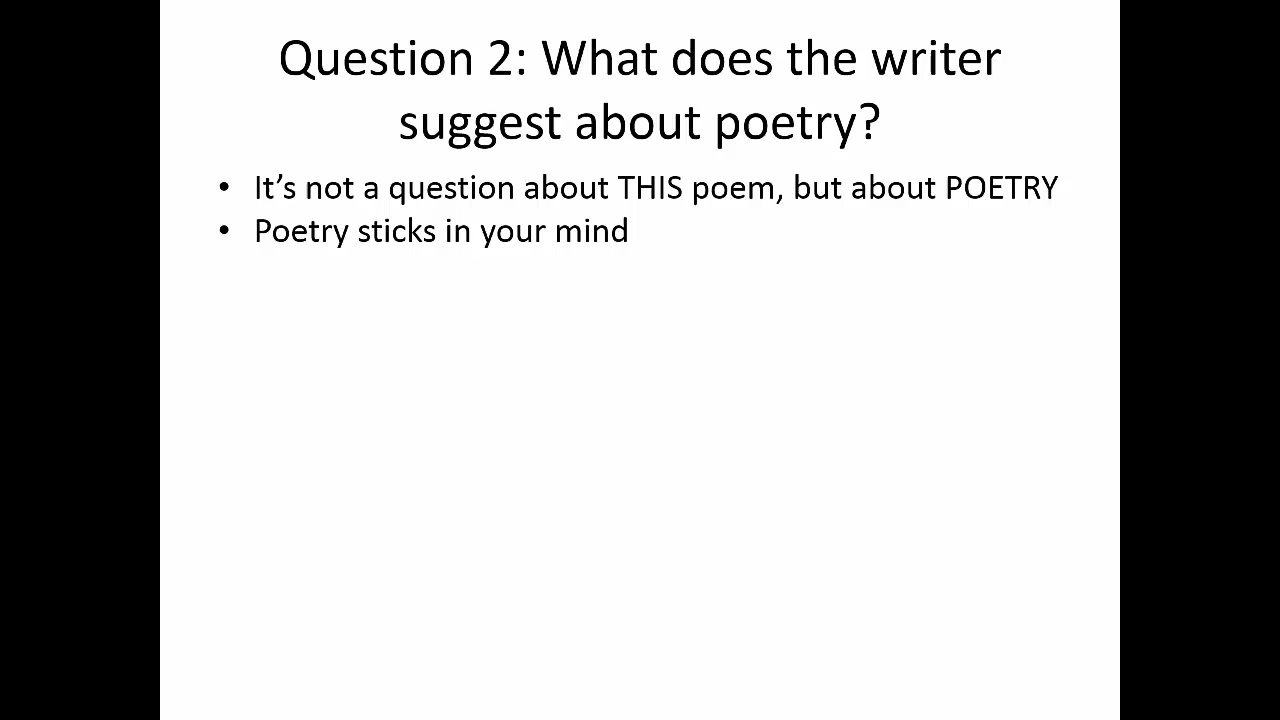 Question 2: What does the writer
suggest about poetry?
• It’s not a question about THIS poem, but about POETRY
• Poetry sticks in your mind